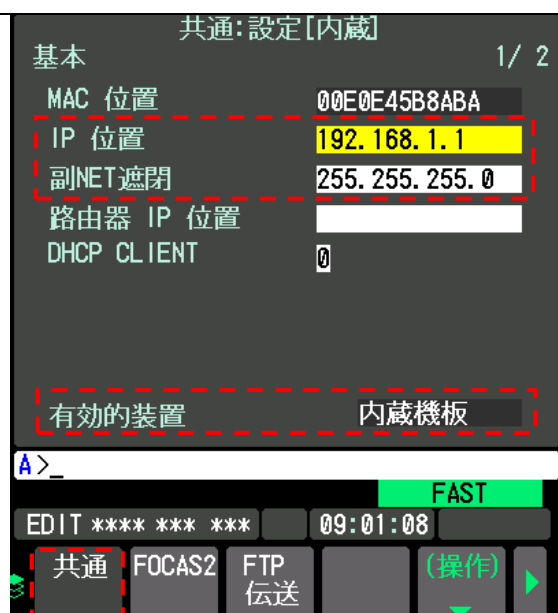 共通:設定[内蔵]
基本 1/ 2
MAC 位置 00E0E45B8ABA
IP 位置 192.168.1.1
副NET遮閉 255.255.255.0
路由器 IP 位置
DHCP CLIENT 0
有効的装置 内蔵機板
A>_
FAST
EDIT **** *** *** 09:01:08
共通 FOCAS2 FTP 伝送 (操作)